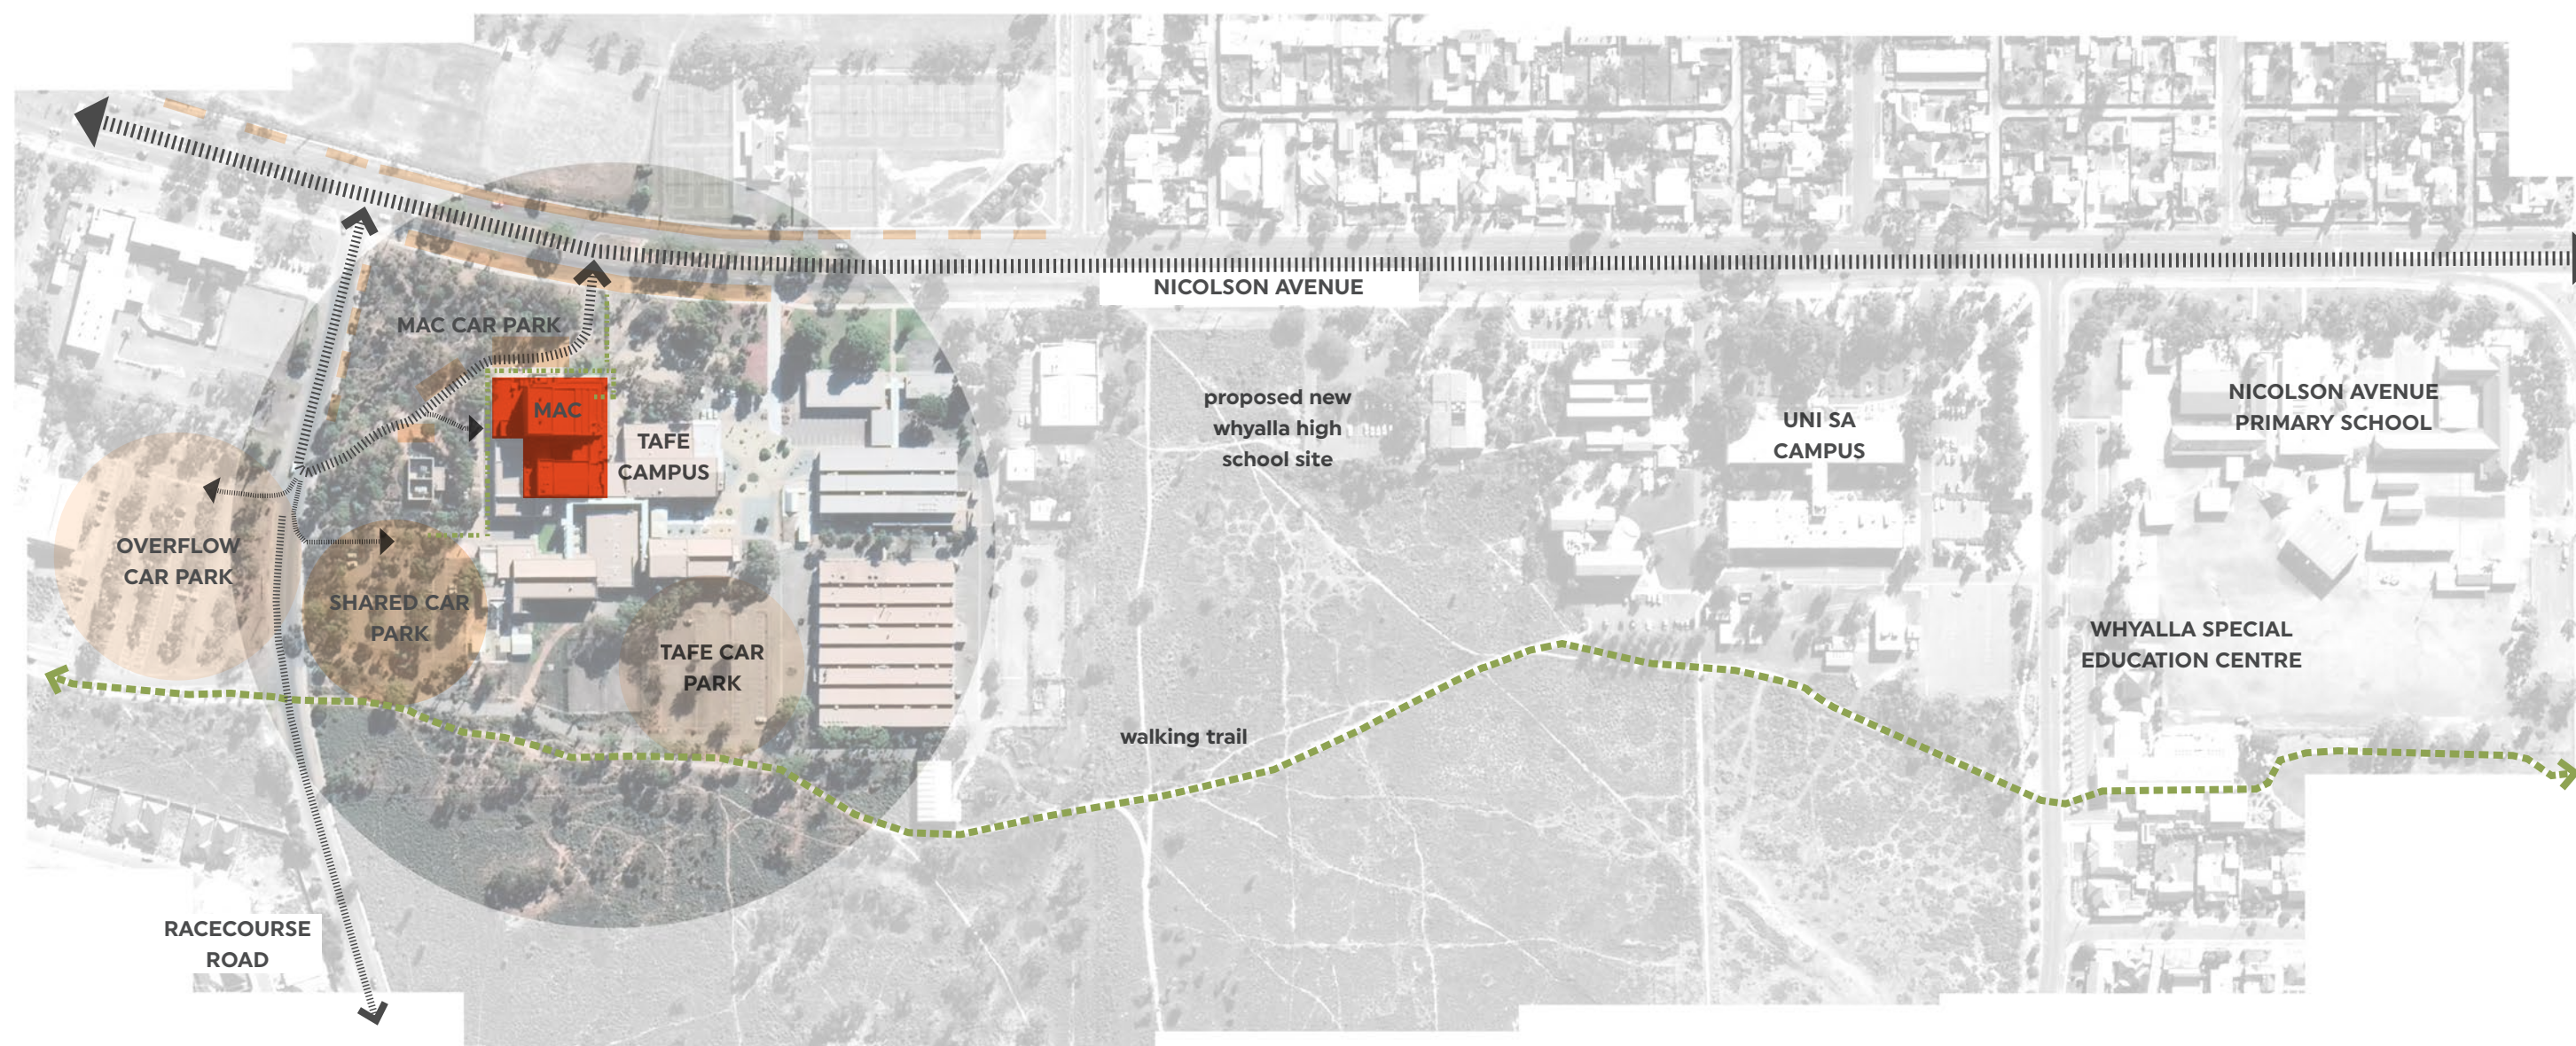 NICOLSON AVENUE
MAC CAR PARK
MAC
TAFE
CAMPUS
proposed new
whyalla high
school site
UNI SA
CAMPUS
NICOLSON AVENUE
PRIMARY SCHOOL
OVERFLOW
CAR PARK
SHARED CAR
PARK
TAFE CAR
PARK
WHYALLA SPECIAL
EDUCATION CENTRE
walking trail
RACECOURSE
ROAD